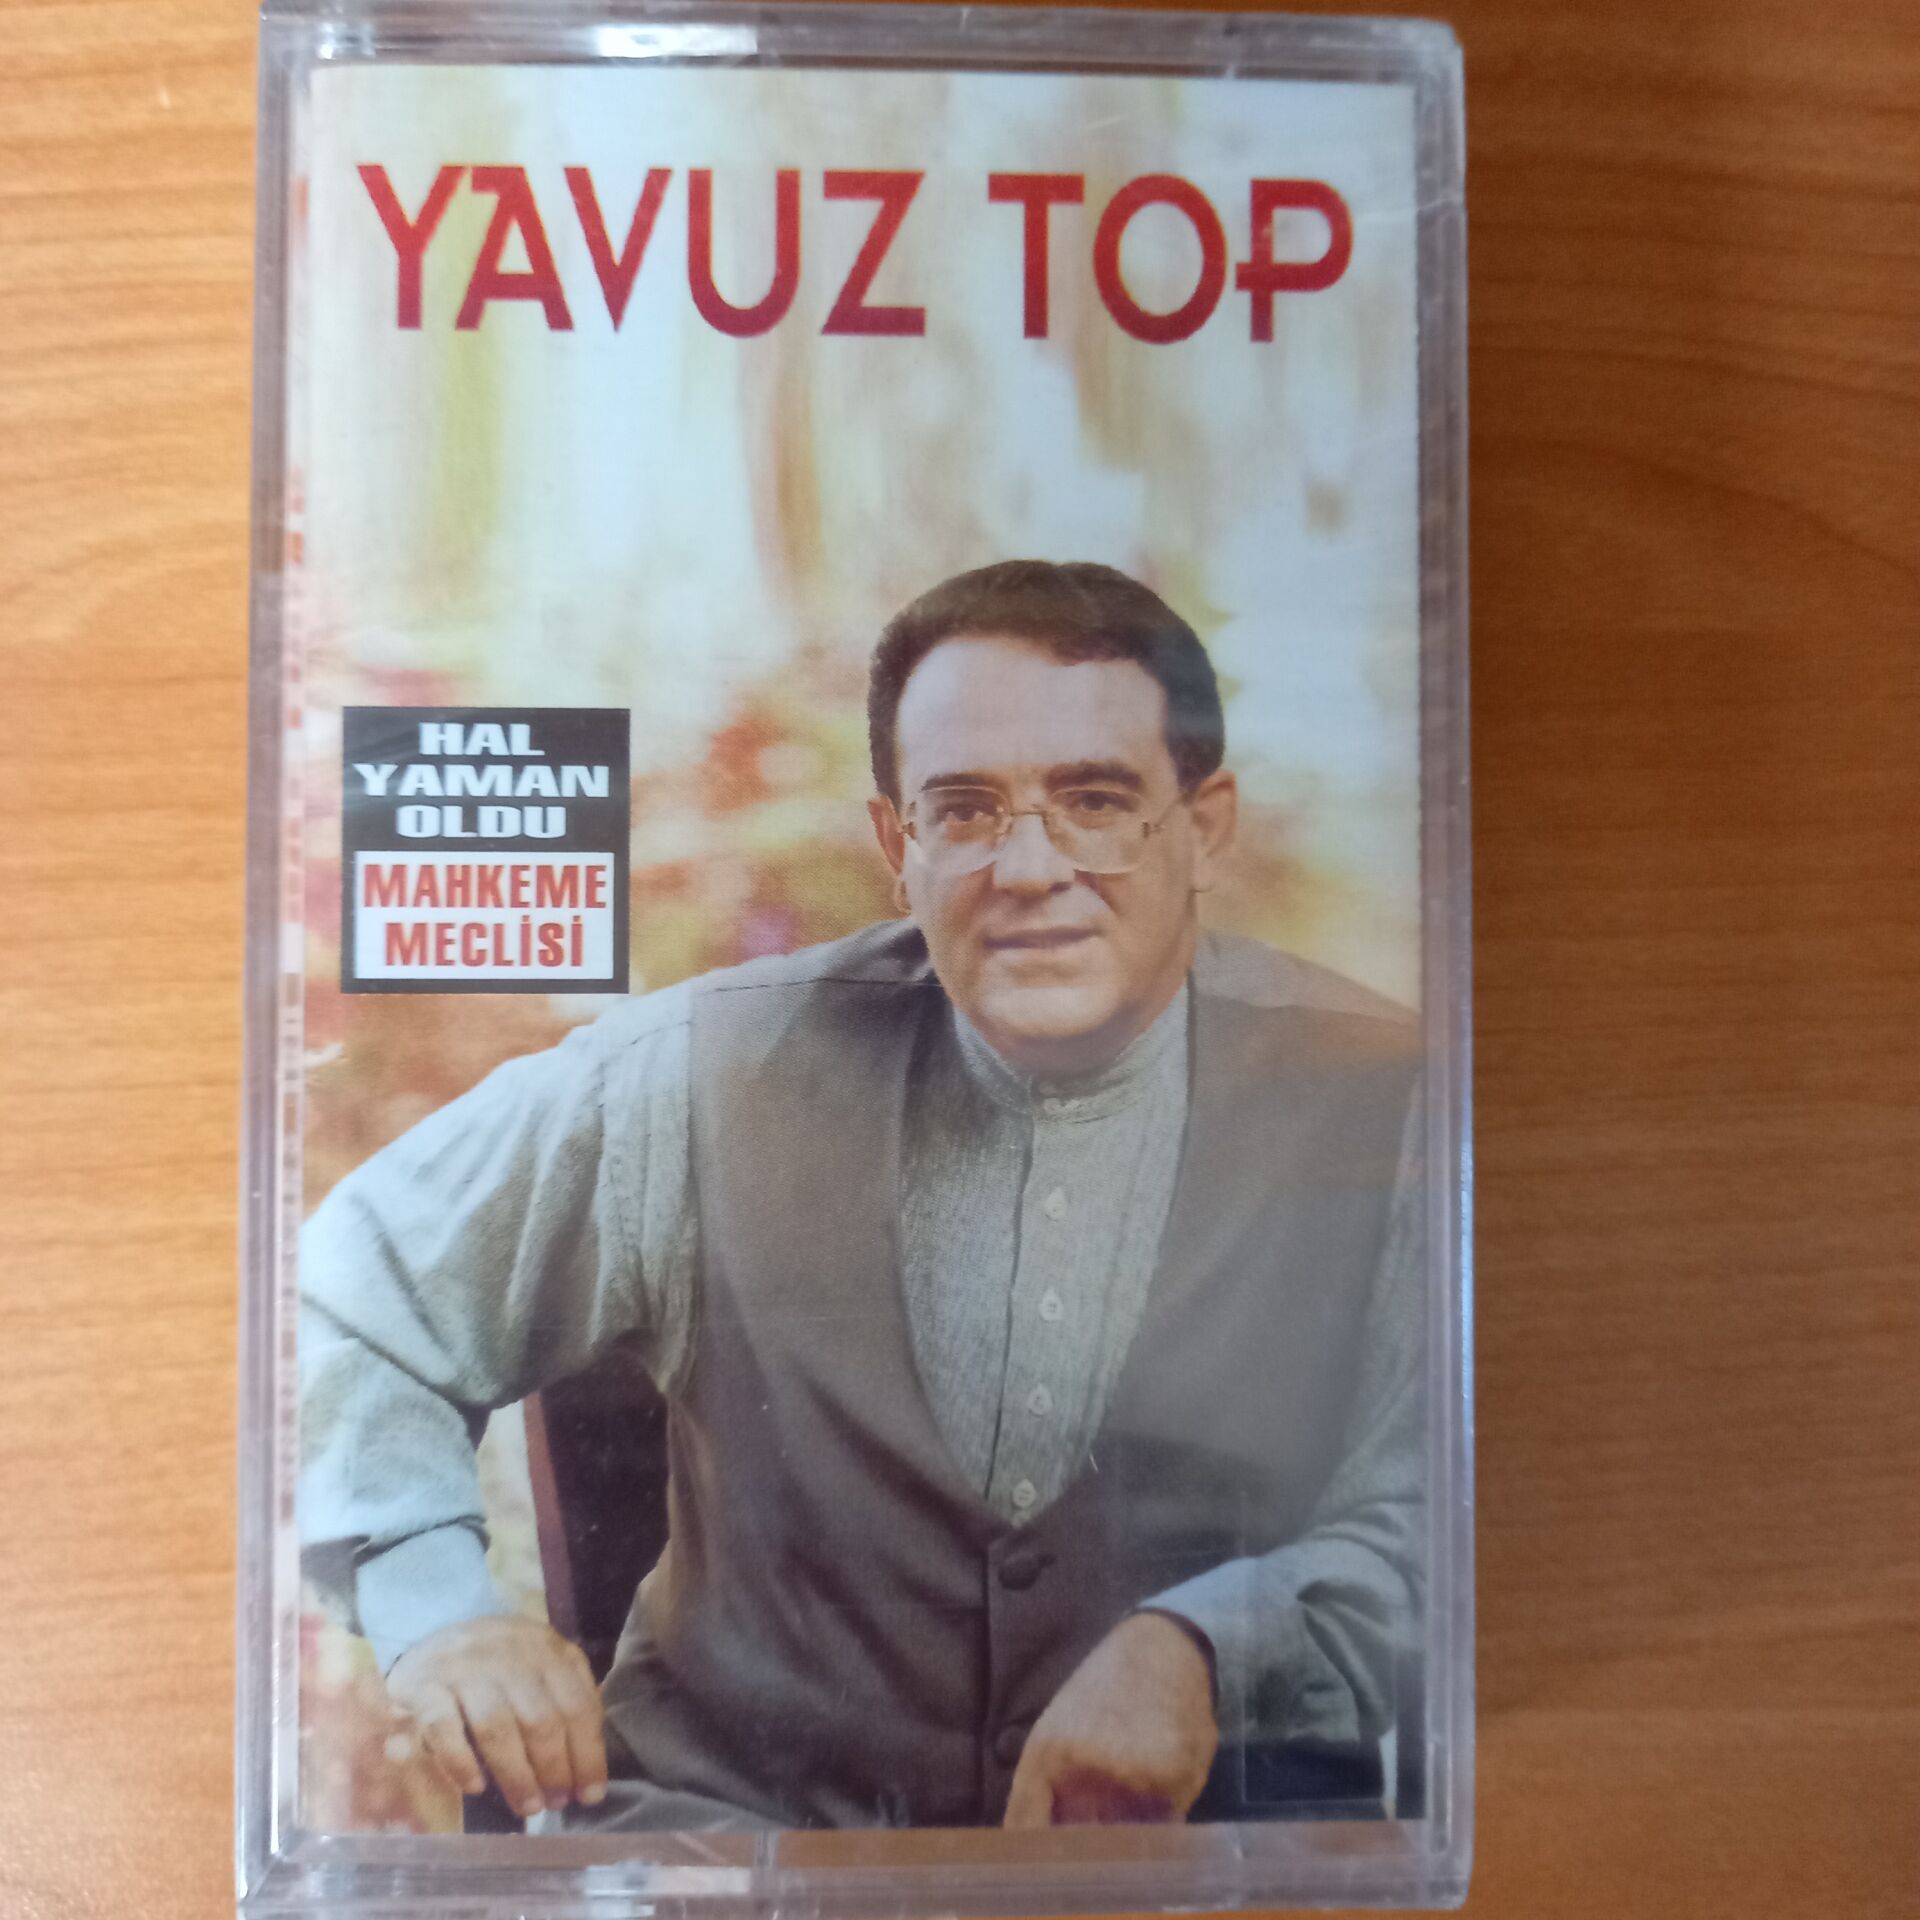 YAVUZ TOP
HAL
YAMAN
OLDU
MAHKEME
MECLİSİ